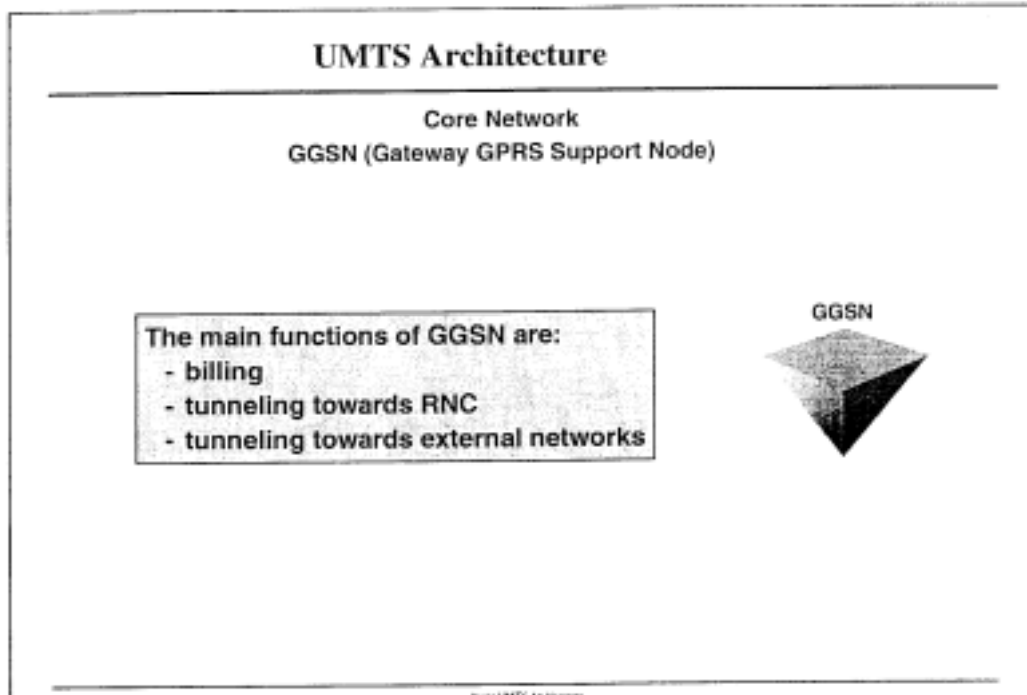 UMTS Architecture
Core Network
GGSN (Gateway GPRS Support Node)
The main functions of GGSN are:
- billing
- tunneling towards RNC
- tunneling towards external networks
GGSN